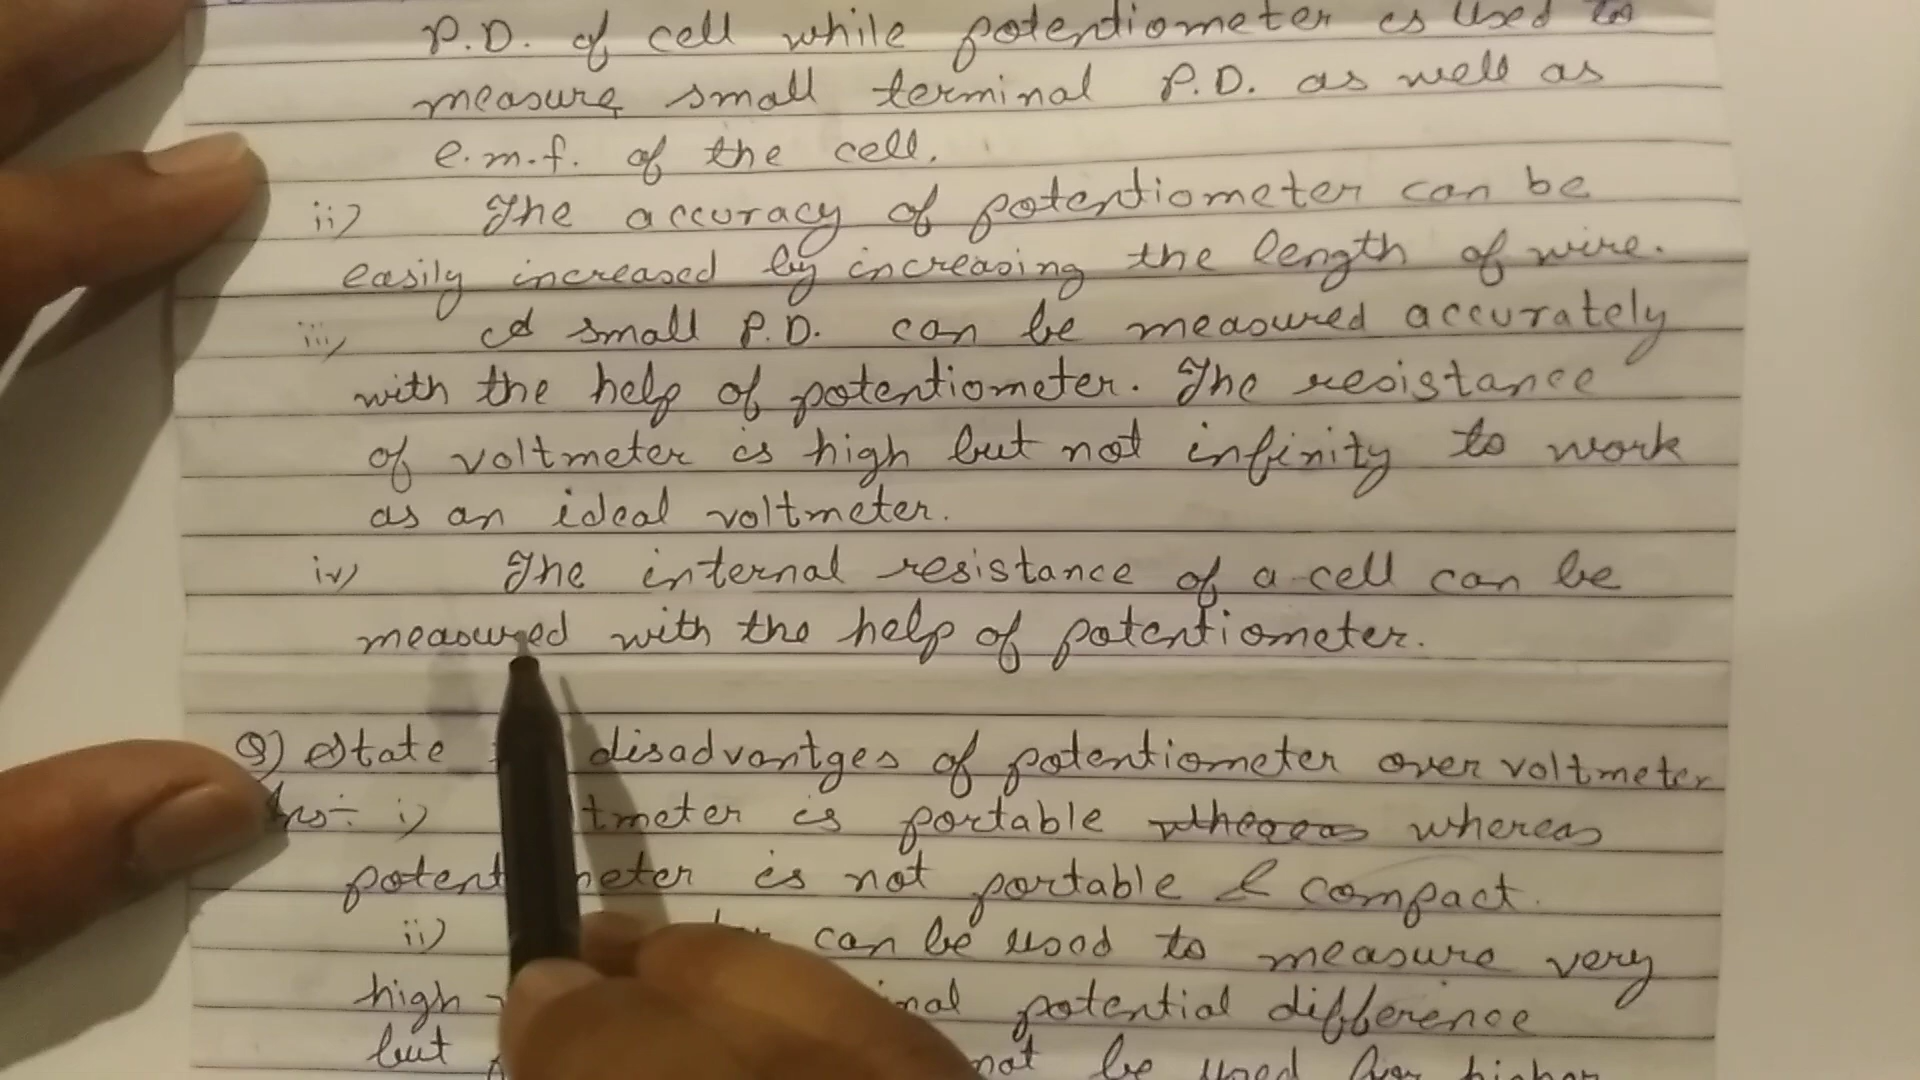 P.D. of cell while potentiometer is used to
measure small terminal P.D. as well as
e.m.f. of the cell.
ii) The accuracy of potentiometer can be
easily increased by increasing the length of wire.
iii) A small P.D. can be measured accurately
with the help of potentiometer. The resistance
of voltmeter is high but not infinity to work
as an ideal voltmeter.
iv) The internal resistance of a cell can be
measured with the help of potentiometer.
Q) State disadvantges of potentiometer over voltmeter
Ans÷ i) tmeter is portable whereas whereas
potent meter is not portable & compact.
ii) can be used to measure very
high inal potential difference
but not be used for higher